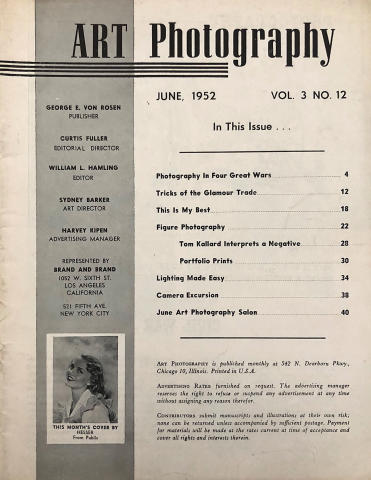 ART Photography
JUNE, 1952 VOL. 3 NO. 12
GEORGE E. VON ROSEN
PUBLISHER
CURTIS FULLER
EDITORIAL DIRECTOR
WILLIAM L. HAMLING
EDITOR
SYDNEY BARKER
ART DIRECTOR
HARVEY KIPEN
ADVERTISING MANAGER
REPRESENTED BY
BRAND AND BRAND
1052 W. SIXTH ST.
LOS ANGELES
CALIFORNIA
521 FIFTH AVE.
NEW YORK CITY
THIS MONTH'S COVER BY
HESSER
From Pablo
In This Issue . . .
Photography In Four Great Wars 4
Tricks of the Glamour Trade 12
This Is My Best 18
Figure Photography 22
Tom Kallard Interprets a Negative 28
Portfolio Prints 30
Lighting Made Easy 34
Camera Excursion 38
June Art Photography Salon 40
ART PHOTOGRAPHY is published monthly at 542 N. Dearborn Pkwy.,
Chicago 10, Illinois. Printed in U.S.A.
ADVERTISING RATES furnished on request. The advertising manager
reserves the right to refuse or suspend any advertisement at any time
without assigning any reason therefor.
CONTRIBUTORS submit manuscripts and illustrations at their own risk;
none can be returned unless accompanied by sufficient postage. Payment
for materials will be made at the rates current at time of acceptance and
cover all rights and interests therein.